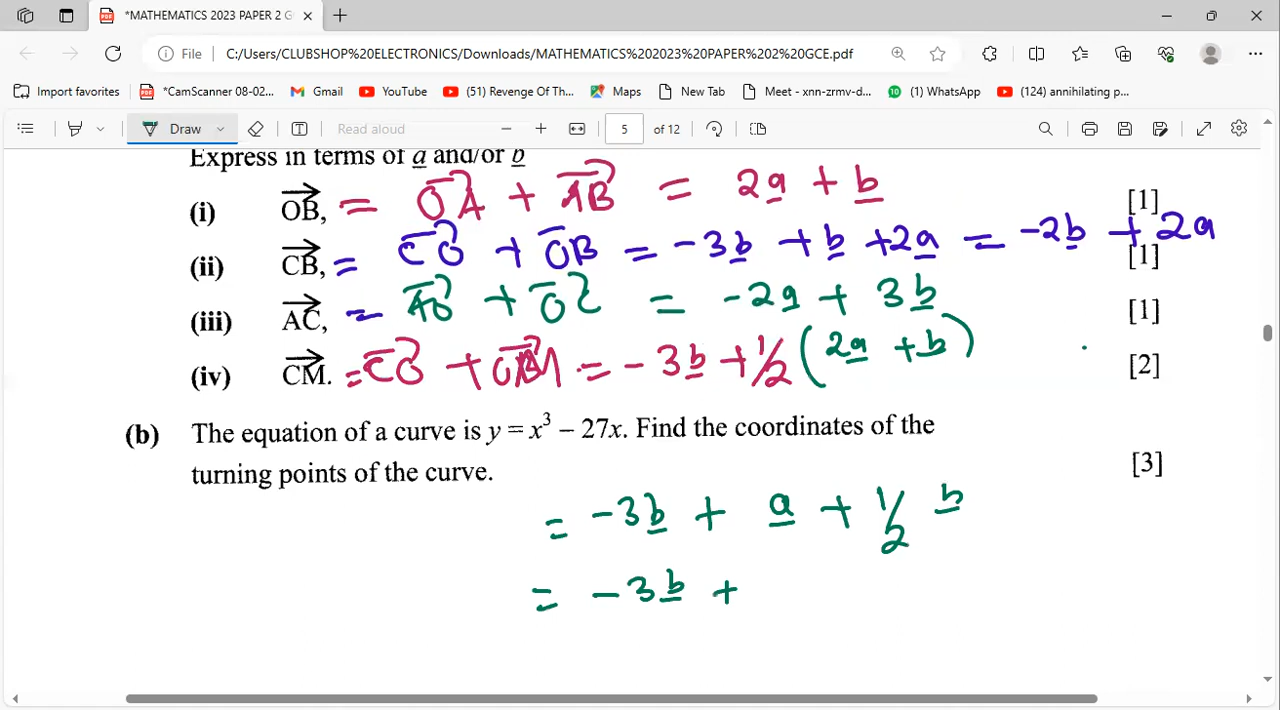 *MATHEMATICS 2023 PAPER 2 G
File C:/Users/CLUBSHOP%20ELECTRONICS/Downloads/MATHEMATICS%202023%20PAPER%202%20GCE.pdf
Import favorites *CamScanner 08-02... Gmail YouTube (51) Revenge Of Th... Maps New Tab Meet - xnn-zrmv-d... 10 (1) WhatsApp (124) annihilating p...
Draw Read aloud 5 of 12
Express in terms of a and/or b
(i) OB, = OA + AB = 2a + b [1]
(ii) CB, = CO + OB = -3b + b + 2a = -2b + 2a [1]
(iii) AC, = AO + OC = -2a + 3b [1]
(iv) CM. = CO + OM = -3b + 1/2 (2a + b) [2]
(b) The equation of a curve is y = x³ – 27x. Find the coordinates of the
turning points of the curve. [3]
= -3b + a + 1/2 b
= -3b +